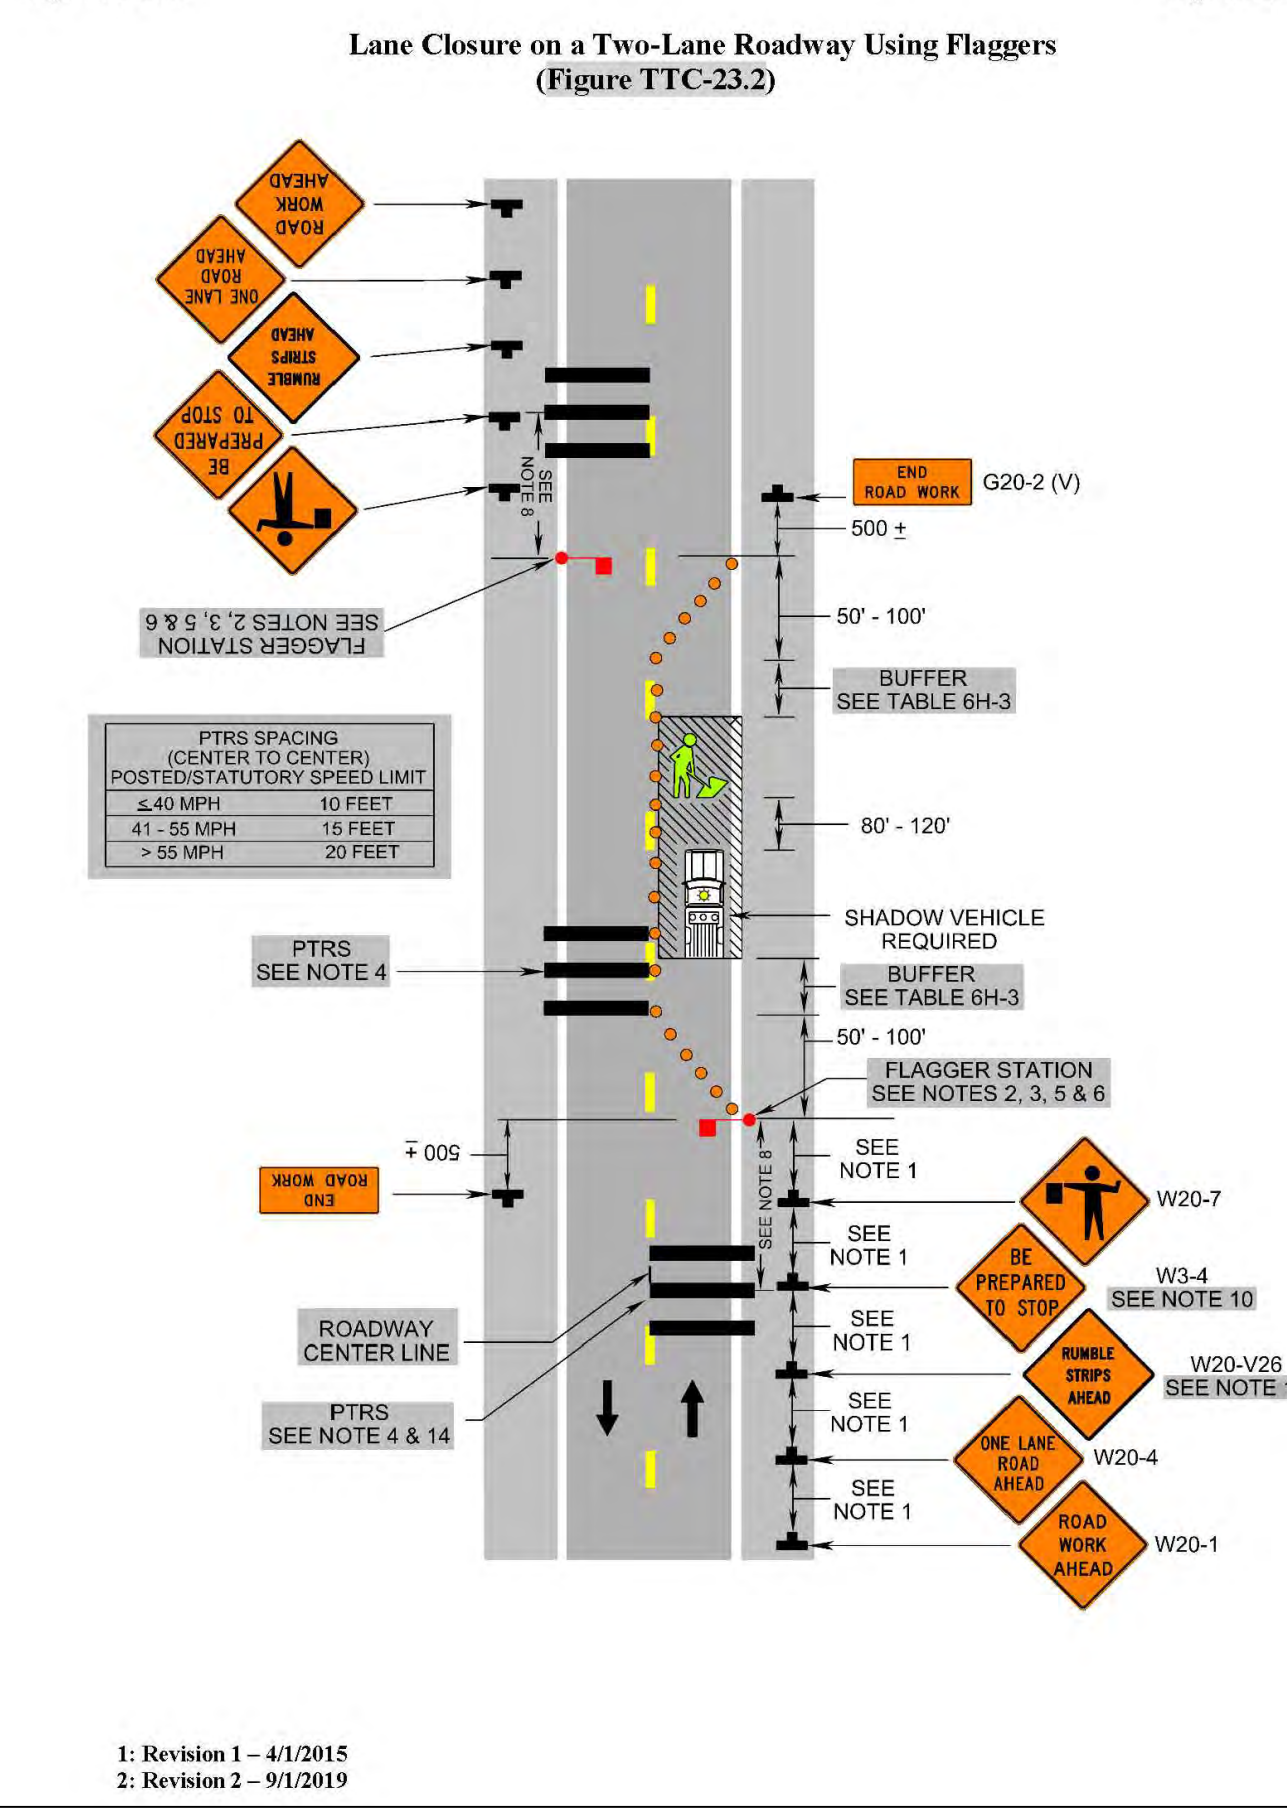 Lane Closure on a Two-Lane Roadway Using Flaggers
(Figure TTC-23.2)
ROAD
WORK
AHEAD
ONE LANE
ROAD
AHEAD
RUMBLE
STRIPS
AHEAD
BE
PREPARED
TO STOP
SEE
NOTE 8
FLAGGER STATION
SEE NOTES 2, 3, 5 & 6
END
ROAD WORK
G20-2 (V)
500 ±
50' - 100'
BUFFER
SEE TABLE 6H-3
PTRS SPACING
(CENTER TO CENTER)
POSTED/STATUTORY SPEED LIMIT
≤40 MPH 10 FEET
41 - 55 MPH 15 FEET
> 55 MPH 20 FEET
80' - 120'
SHADOW VEHICLE
REQUIRED
PTRS
SEE NOTE 4
BUFFER
SEE TABLE 6H-3
50' - 100'
FLAGGER STATION
SEE NOTES 2, 3, 5 & 6
500 ±
END
ROAD WORK
SEE NOTE 8
SEE
NOTE 1
W20-7
SEE
NOTE 1
BE
PREPARED
TO STOP
W3-4
SEE NOTE 10
ROADWAY
CENTER LINE
SEE
NOTE 1
RUMBLE
STRIPS
AHEAD
W20-V26
SEE NOTE
PTRS
SEE NOTE 4 & 14
SEE
NOTE 1
ONE LANE
ROAD
AHEAD
W20-4
SEE
NOTE 1
ROAD
WORK
AHEAD
W20-1
1: Revision 1 – 4/1/2015
2: Revision 2 – 9/1/2019